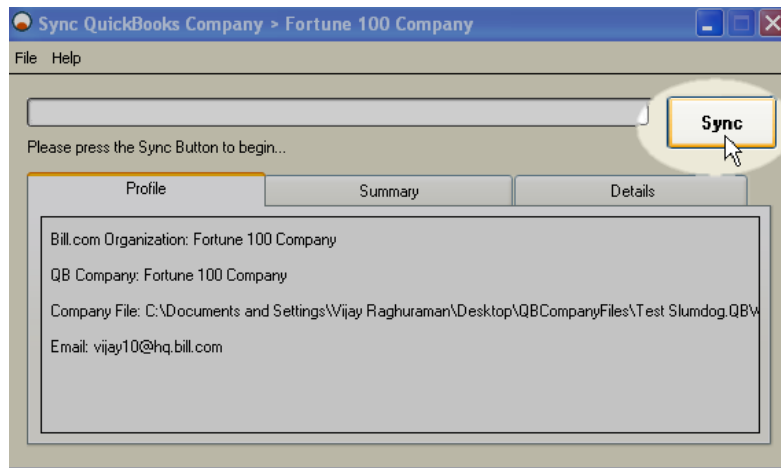 Sync QuickBooks Company > Fortune 100 Company
File Help
Sync
Please press the Sync Button to begin...
Profile Summary Details
Bill.com Organization: Fortune 100 Company
QB Company: Fortune 100 Company
Company File: C:\Documents and Settings\Vijay Raghuraman\Desktop\QBCompanyFiles\Test Slumdog.QBW
Email: vijay10@hq.bill.com